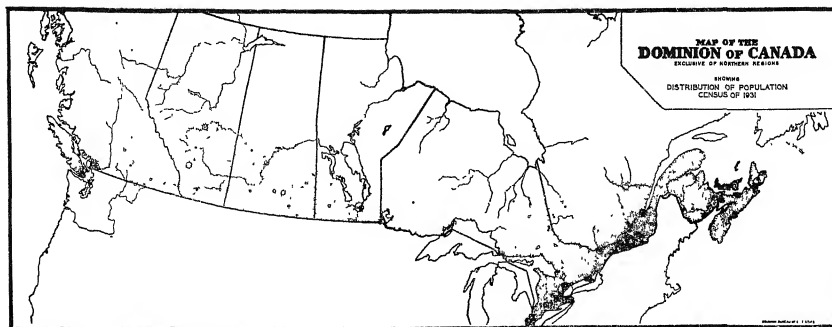 MAP OF THE
DOMINION OF CANADA
EXCLUSIVE OF NORTHERN REGIONS
SHOWING
DISTRIBUTION OF POPULATION
CENSUS OF 1931